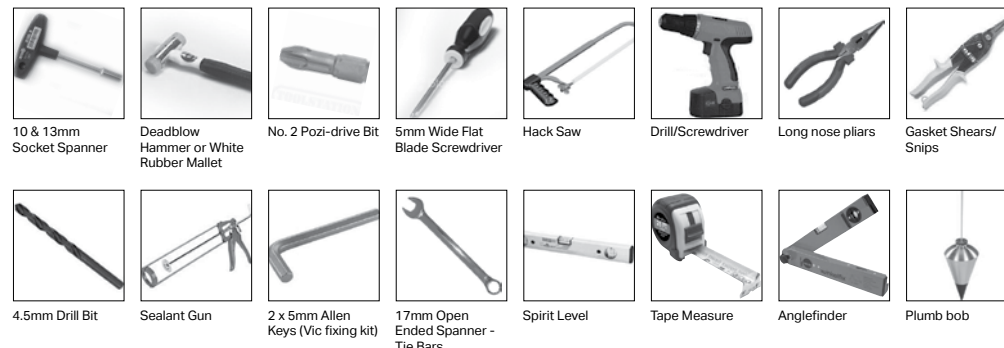 10 & 13mm
Socket Spanner
Deadblow
Hammer or White
Rubber Mallet
No. 2 Pozi-drive Bit
5mm Wide Flat
Blade Screwdriver
Hack Saw
Drill/Screwdriver
Long nose pliars
Gasket Shears/
Snips
4.5mm Drill Bit
Sealant Gun
2 x 5mm Allen
Keys (Vic fixing kit)
17mm Open
Ended Spanner -
Tie Bars
Spirit Level
Tape Measure
Anglefinder
Plumb bob